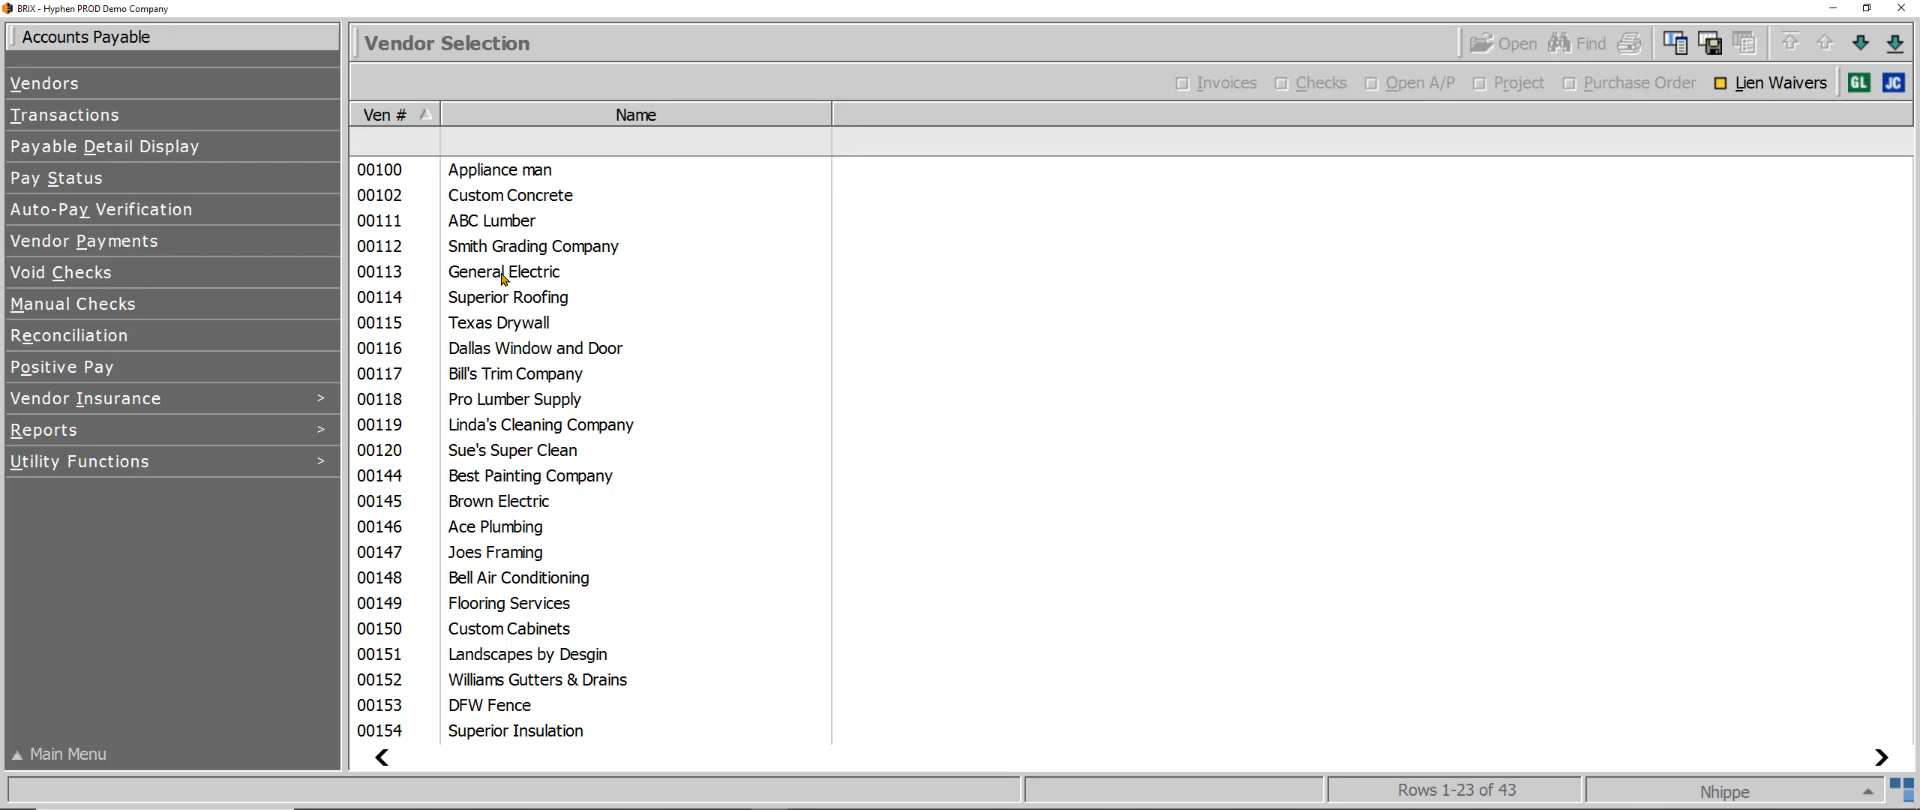 BRIX - Hyphen PROD Demo Company
Accounts Payable
Vendors
Transactions
Payable Detail Display
Pay Status
Auto-Pay Verification
Vendor Payments
Void Checks
Manual Checks
Reconciliation
Positive Pay
Vendor Insurance >
Reports >
Utility Functions >
Main Menu
Vendor Selection
Open Find
Invoices Checks Open A/P Project Purchase Order Lien Waivers GL JC
Ven # Name
00100 Appliance man
00102 Custom Concrete
00111 ABC Lumber
00112 Smith Grading Company
00113 General Electric
00114 Superior Roofing
00115 Texas Drywall
00116 Dallas Window and Door
00117 Bill's Trim Company
00118 Pro Lumber Supply
00119 Linda's Cleaning Company
00120 Sue's Super Clean
00144 Best Painting Company
00145 Brown Electric
00146 Ace Plumbing
00147 Joes Framing
00148 Bell Air Conditioning
00149 Flooring Services
00150 Custom Cabinets
00151 Landscapes by Desgin
00152 Williams Gutters & Drains
00153 DFW Fence
00154 Superior Insulation
Rows 1-23 of 43 Nhippe